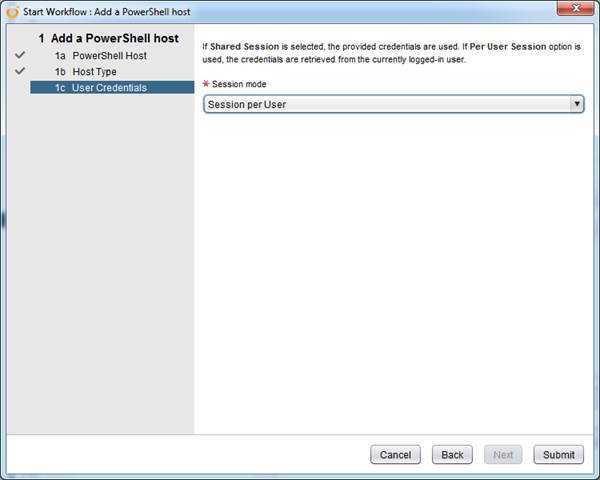 Start Workflow : Add a PowerShell host
1 Add a PowerShell host
1a PowerShell Host
1b Host Type
1c User Credentials
If Shared Session is selected, the provided credentials are used. If Per User Session option is
used, the credentials are retrieved from the currently logged-in user.
* Session mode
Session per User
Cancel Back Next Submit